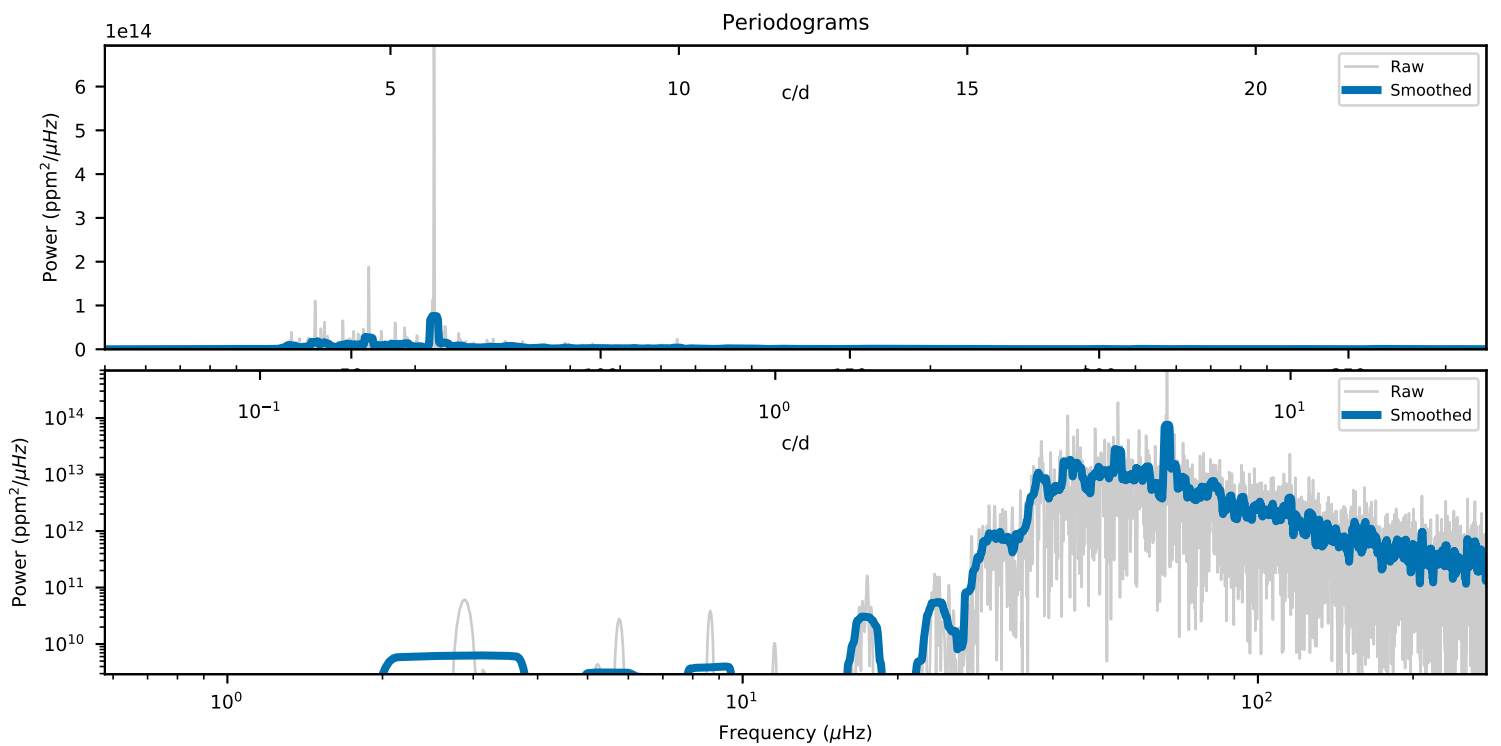 Periodograms
1e14
Raw
Smoothed
5
10
15
20
c/d
6
5
4
3
2
1
0
Power (ppm²/μHz)
Raw
Smoothed
10⁻¹
10⁰
10¹
c/d
10¹⁴
10¹³
10¹²
10¹¹
10¹⁰
Power (ppm²/μHz)
10⁰
10¹
10²
Frequency (μHz)